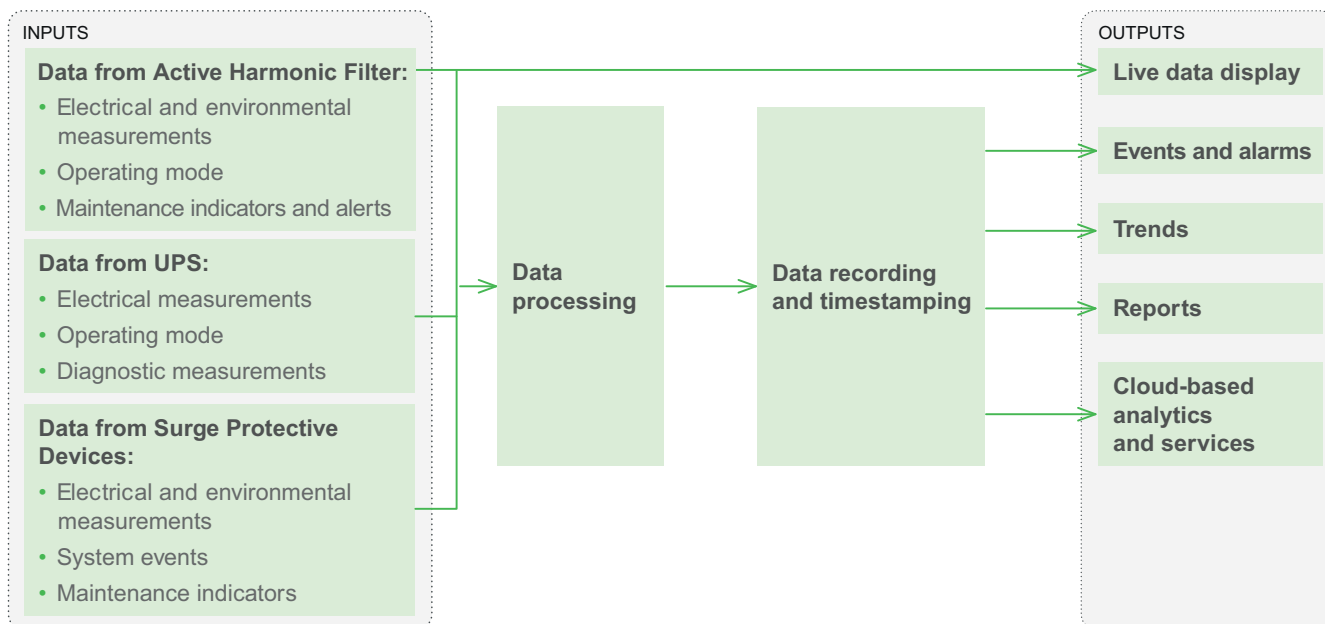 INPUTS
Data from Active Harmonic Filter:
• Electrical and environmental
measurements
• Operating mode
• Maintenance indicators and alerts
Data from UPS:
• Electrical measurements
• Operating mode
• Diagnostic measurements
Data from Surge Protective
Devices:
• Electrical and environmental
measurements
• System events
• Maintenance indicators
Data
processing
Data recording
and timestamping
OUTPUTS
Live data display
Events and alarms
Trends
Reports
Cloud-based
analytics
and services